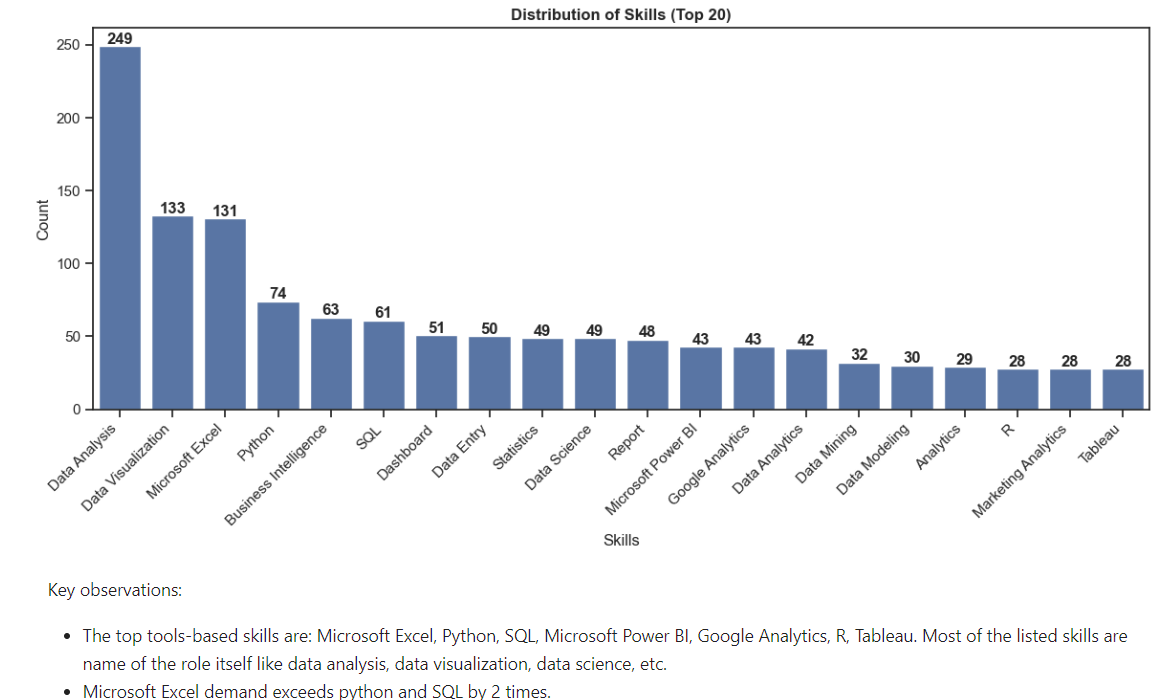 Distribution of Skills (Top 20)
250
200
150
100
50
0
Count
249
133
131
74
63
61
51
50
49
49
48
43
43
42
32
30
29
28
28
28
Data Analysis
Data Visualization
Microsoft Excel
Python
Business Intelligence
SQL
Dashboard
Data Entry
Statistics
Data Science
Report
Microsoft Power BI
Google Analytics
Data Analytics
Data Mining
Data Modeling
Analytics
R
Marketing Analytics
Tableau
Skills
Key observations:
• The top tools-based skills are: Microsoft Excel, Python, SQL, Microsoft Power BI, Google Analytics, R, Tableau. Most of the listed skills are
name of the role itself like data analysis, data visualization, data science, etc.
• Microsoft Excel demand exceeds python and SQL by 2 times.